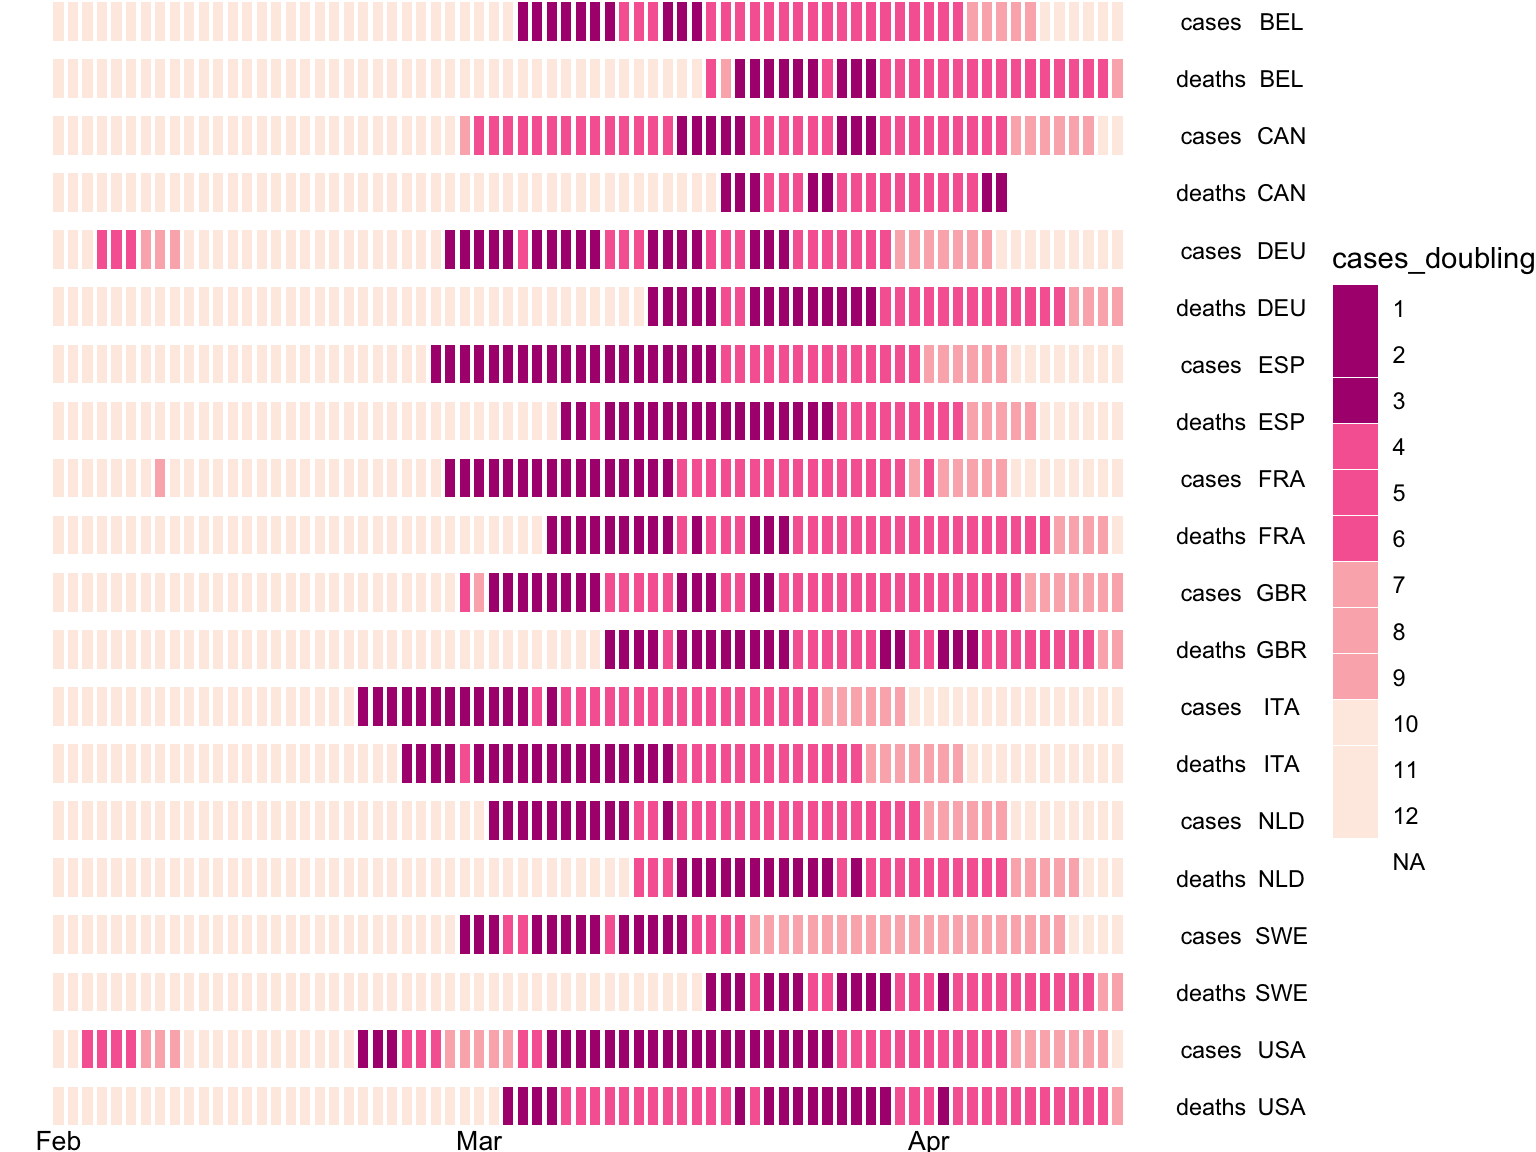 cases BEL
deaths BEL
cases CAN
deaths CAN
cases DEU
deaths DEU
cases ESP
deaths ESP
cases FRA
deaths FRA
cases GBR
deaths GBR
cases ITA
deaths ITA
cases NLD
deaths NLD
cases SWE
deaths SWE
cases USA
deaths USA
Feb Mar Apr
cases_doubling
1
2
3
4
5
6
7
8
9
10
11
12
NA